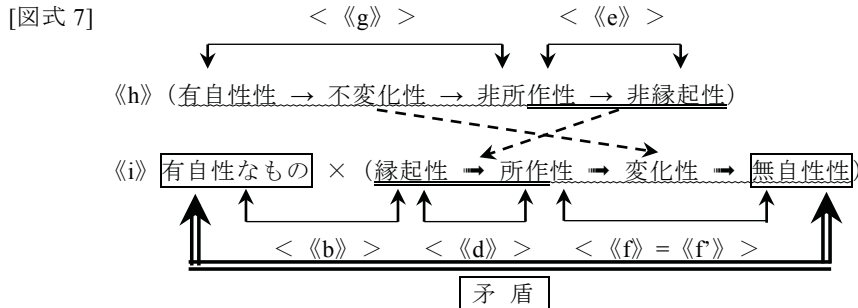 [図式 7]
< 《g》 > < 《e》 >
《h》（有自性性 → 不変化性 → 非所作性 → 非縁起性）
《i》 有自性なもの × （縁起性 ➠ 所作性 ➠ 変化性 ➠ 無自性性）
< 《b》 > < 《d》 > < 《f》＝《f’》 >
矛 盾